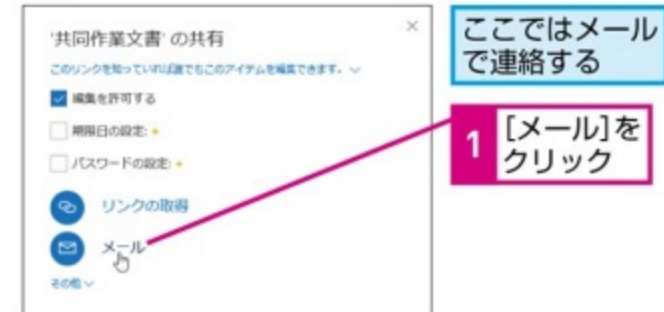 '共同作業文書' の共有
このリンクを知っていれば誰でもこのアイテムを編集できます。
編集を許可する
期限日の設定:
パスワードの設定:
リンクの取得
メール
その他
ここではメール
で連絡する
1 [メール]を
クリック